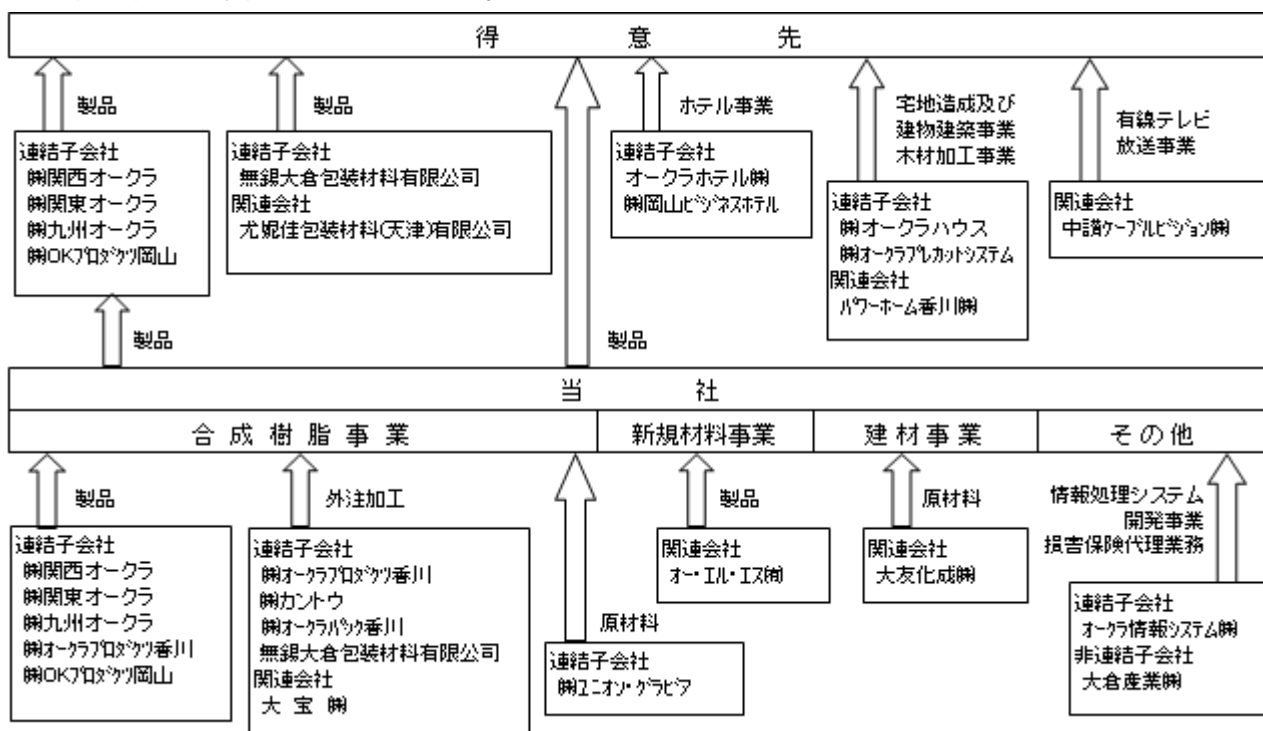 得 意 先
製品
製品
ホテル事業
宅地造成及び
建物建築事業
木材加工事業
有線テレビ
放送事業
連結子会社
㈱関西オークラ
㈱関東オークラ
㈱九州オークラ
㈱OKプロダクツ岡山
連結子会社
無錫大倉包装材料有限公司
関連会社
尤妮佳包装材料(天津)有限公司
連結子会社
オークラホテル㈱
㈱岡山ビジネスホテル
連結子会社
㈱オークラハウス
㈱オークラプレカットシステム
関連会社
パワーホーム香川㈱
関連会社
中讃ケーブルビジョン㈱
製品
製品
当 社
合成樹脂事業
新規材料事業
建材事業
その他
製品
外注加工
原材料
製品
原材料
情報処理システム
開発事業
損害保険代理業務
連結子会社
㈱関西オークラ
㈱関東オークラ
㈱九州オークラ
㈱オークラプロダクツ香川
㈱OKプロダクツ岡山
連結子会社
㈱オークラプロダクツ香川
㈱カントウ
㈱オークラパック香川
無錫大倉包装材料有限公司
関連会社
大 宝 ㈱
連結子会社
㈱ユニオン・グラビア
関連会社
オー・エル・エス㈲
関連会社
大友化成㈱
連結子会社
オークラ情報システム㈱
非連結子会社
大倉産業㈱